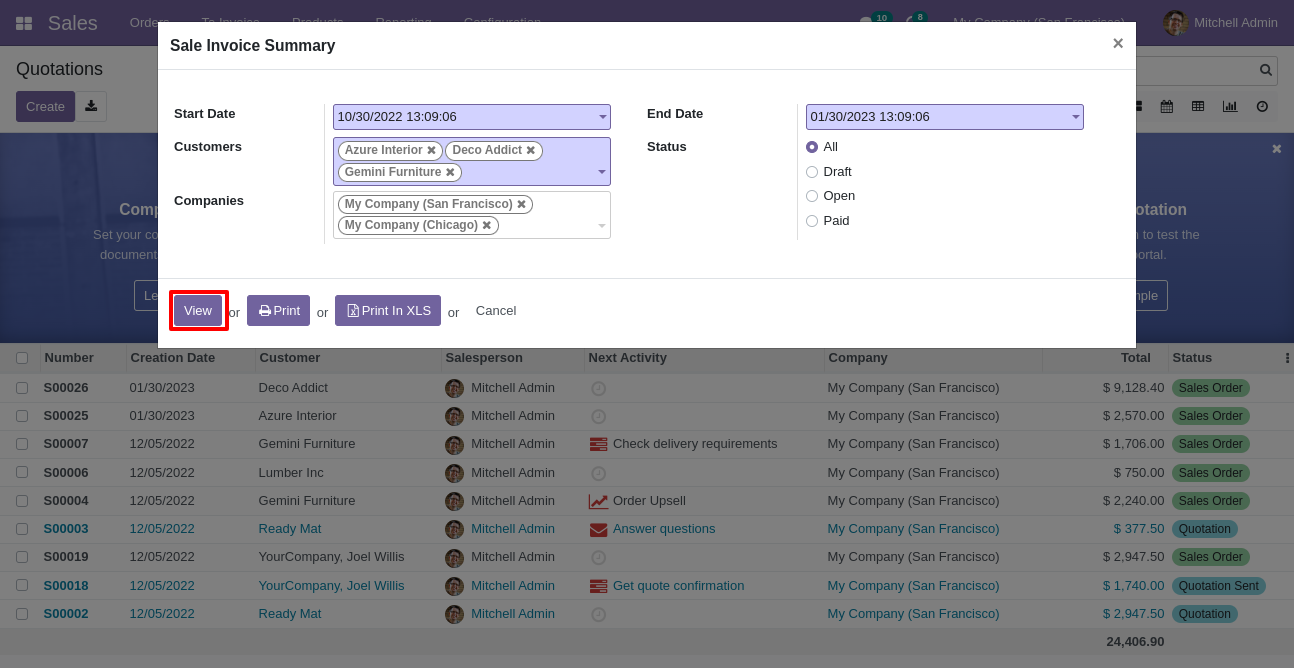 Sales Orders To Invoice Products Reporting Configuration 10 8 My Company (San Francisco) Mitchell Admin
Sale Invoice Summary ×
Quotations
Create
Start Date 10/30/2022 13:09:06 End Date 01/30/2023 13:09:06
Customers Azure Interior Deco Addict Status All
Gemini Furniture Draft
Companies My Company (San Francisco) Open
My Company (Chicago) Paid
View or Print or Print In XLS or Cancel
Set your
to test the
Number Creation Date Customer Salesperson Next Activity Company Total Status
S00026 01/30/2023 Deco Addict Mitchell Admin My Company (San Francisco) $ 9,128.40 Sales Order
S00025 01/30/2023 Azure Interior Mitchell Admin My Company (San Francisco) $ 2,570.00 Sales Order
S00007 12/05/2022 Gemini Furniture Mitchell Admin Check delivery requirements My Company (San Francisco) $ 1,706.00 Sales Order
S00006 12/05/2022 Lumber Inc Mitchell Admin My Company (San Francisco) $ 750.00 Sales Order
S00004 12/05/2022 Gemini Furniture Mitchell Admin Order Upsell My Company (San Francisco) $ 2,240.00 Sales Order
S00003 12/05/2022 Ready Mat Mitchell Admin Answer questions My Company (San Francisco) $ 377.50 Quotation
S00019 12/05/2022 YourCompany, Joel Willis Mitchell Admin My Company (San Francisco) $ 2,947.50 Sales Order
S00018 12/05/2022 YourCompany, Joel Willis Mitchell Admin Get quote confirmation My Company (San Francisco) $ 1,740.00 Quotation Sent
S00002 12/05/2022 Ready Mat Mitchell Admin My Company (San Francisco) $ 2,947.50 Quotation
24,406.90